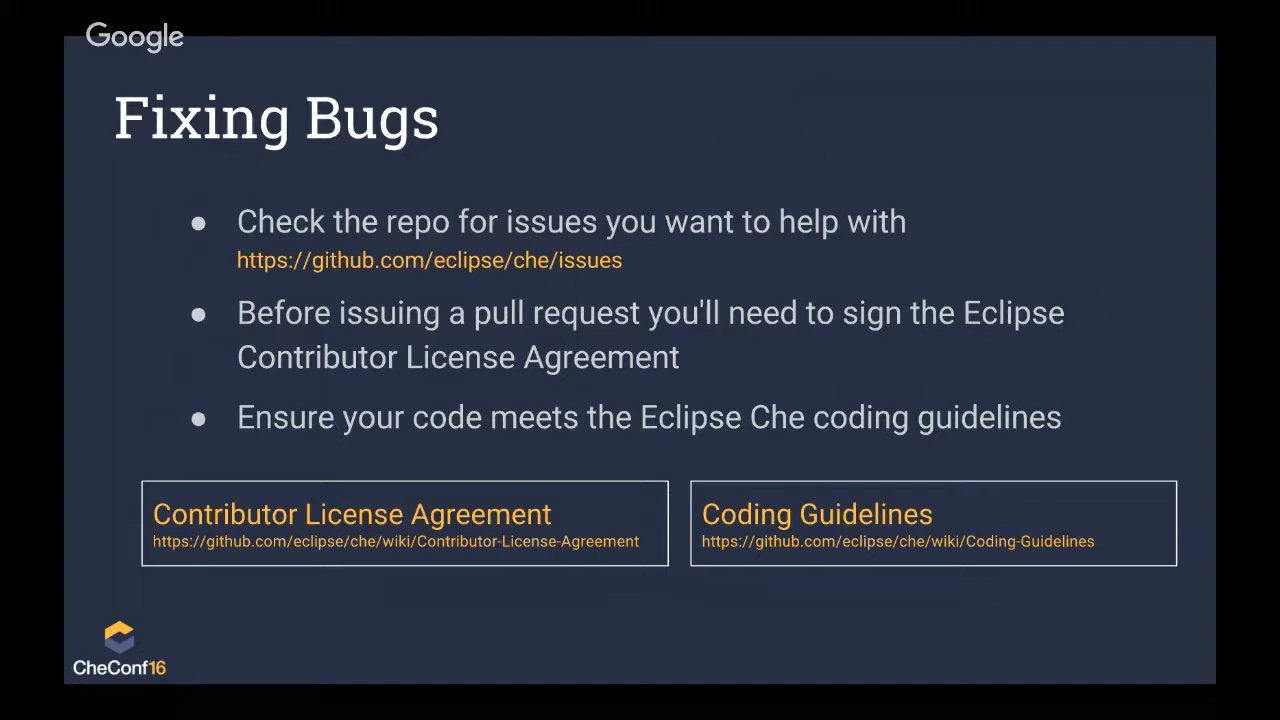 Google
Fixing Bugs
● Check the repo for issues you want to help with
https://github.com/eclipse/che/issues
● Before issuing a pull request you'll need to sign the Eclipse
Contributor License Agreement
● Ensure your code meets the Eclipse Che coding guidelines
Contributor License Agreement
https://github.com/eclipse/che/wiki/Contributor-License-Agreement
Coding Guidelines
https://github.com/eclipse/che/wiki/Coding-Guidelines
CheConf16